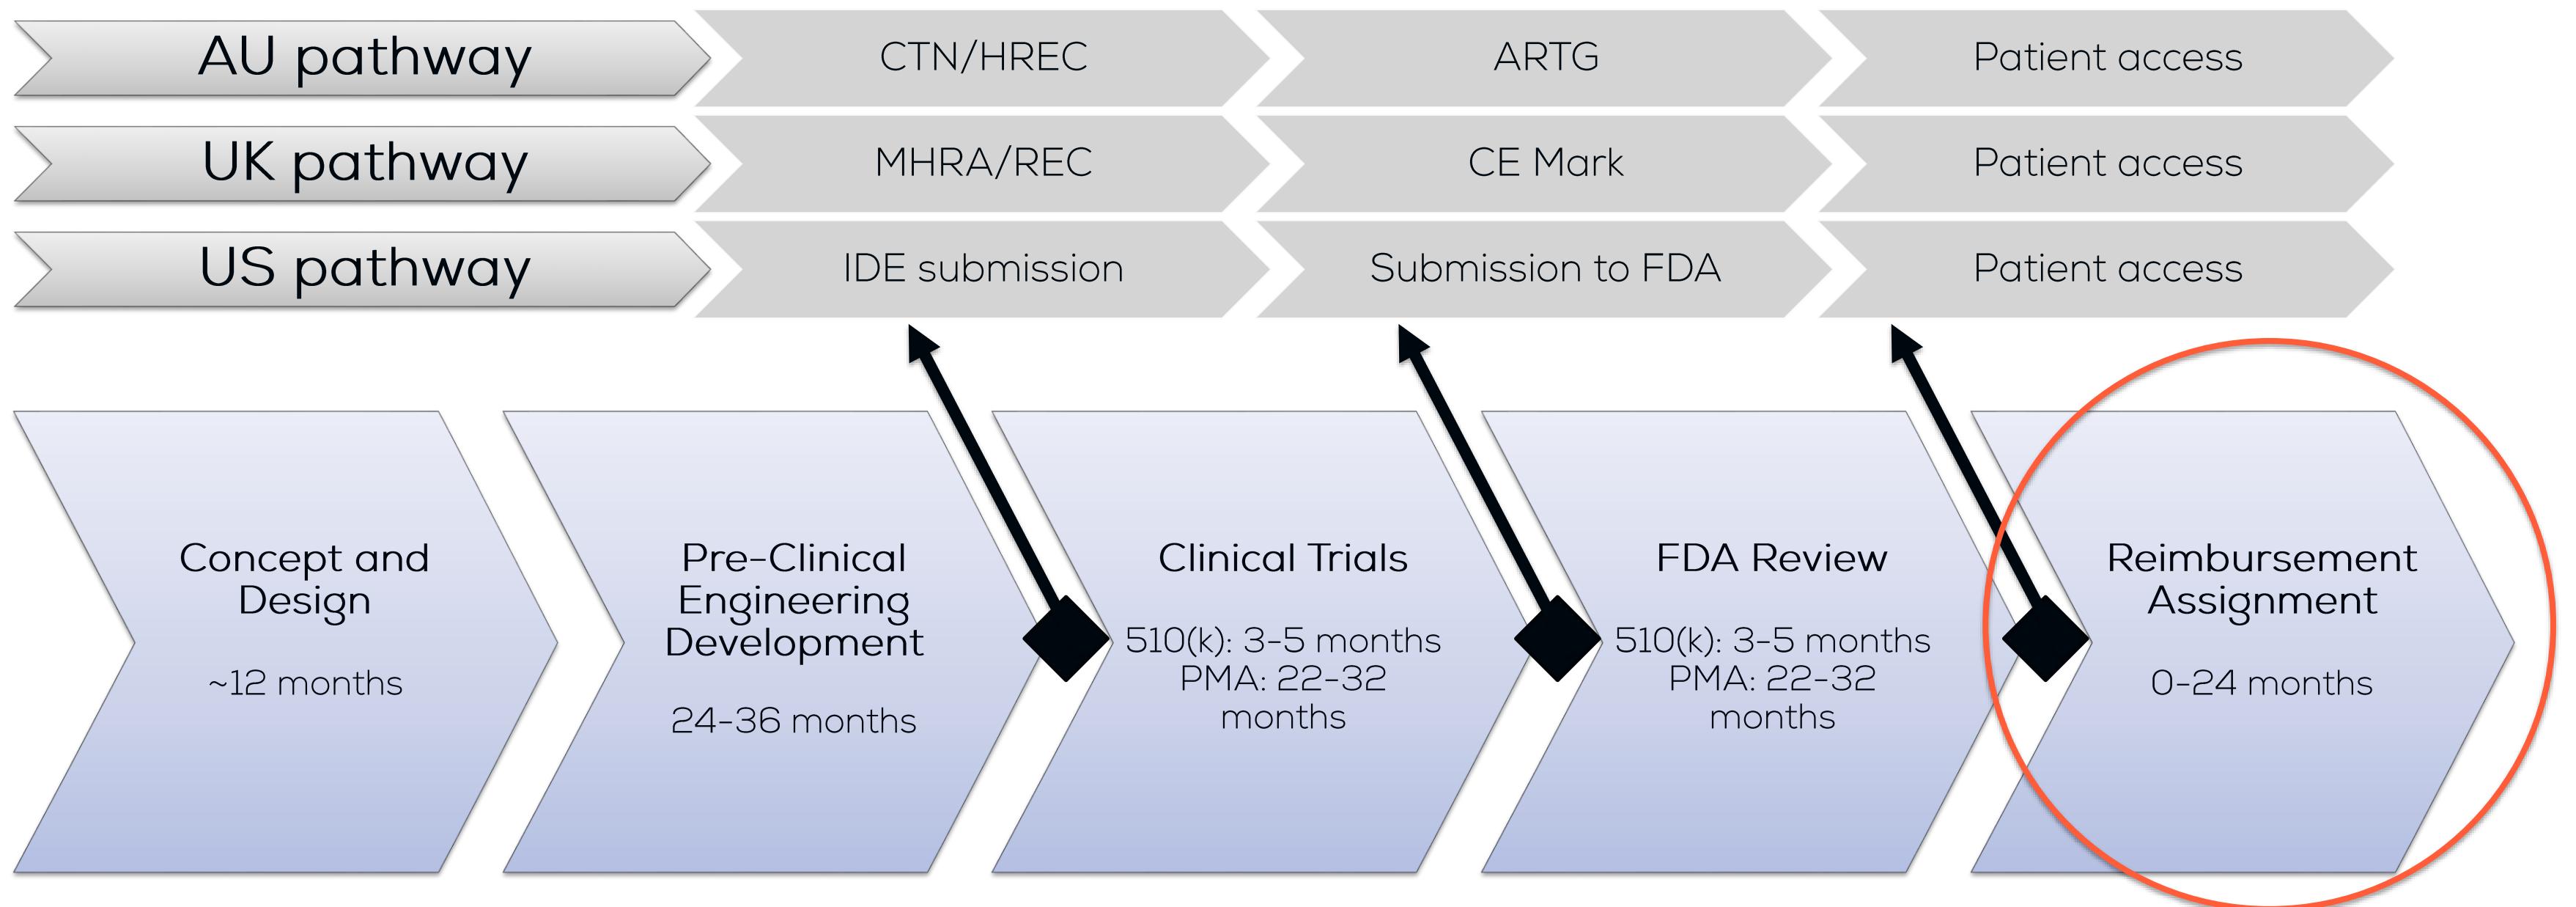 AU pathway
CTN/HREC
ARTG
Patient access
UK pathway
MHRA/REC
CE Mark
Patient access
US pathway
IDE submission
Submission to FDA
Patient access
Concept and
Design
~12 months
Pre-Clinical
Engineering
Development
24-36 months
Clinical Trials
510(k): 3-5 months
PMA: 22-32
months
FDA Review
510(k): 3-5 months
PMA: 22-32
months
Reimbursement
Assignment
0-24 months